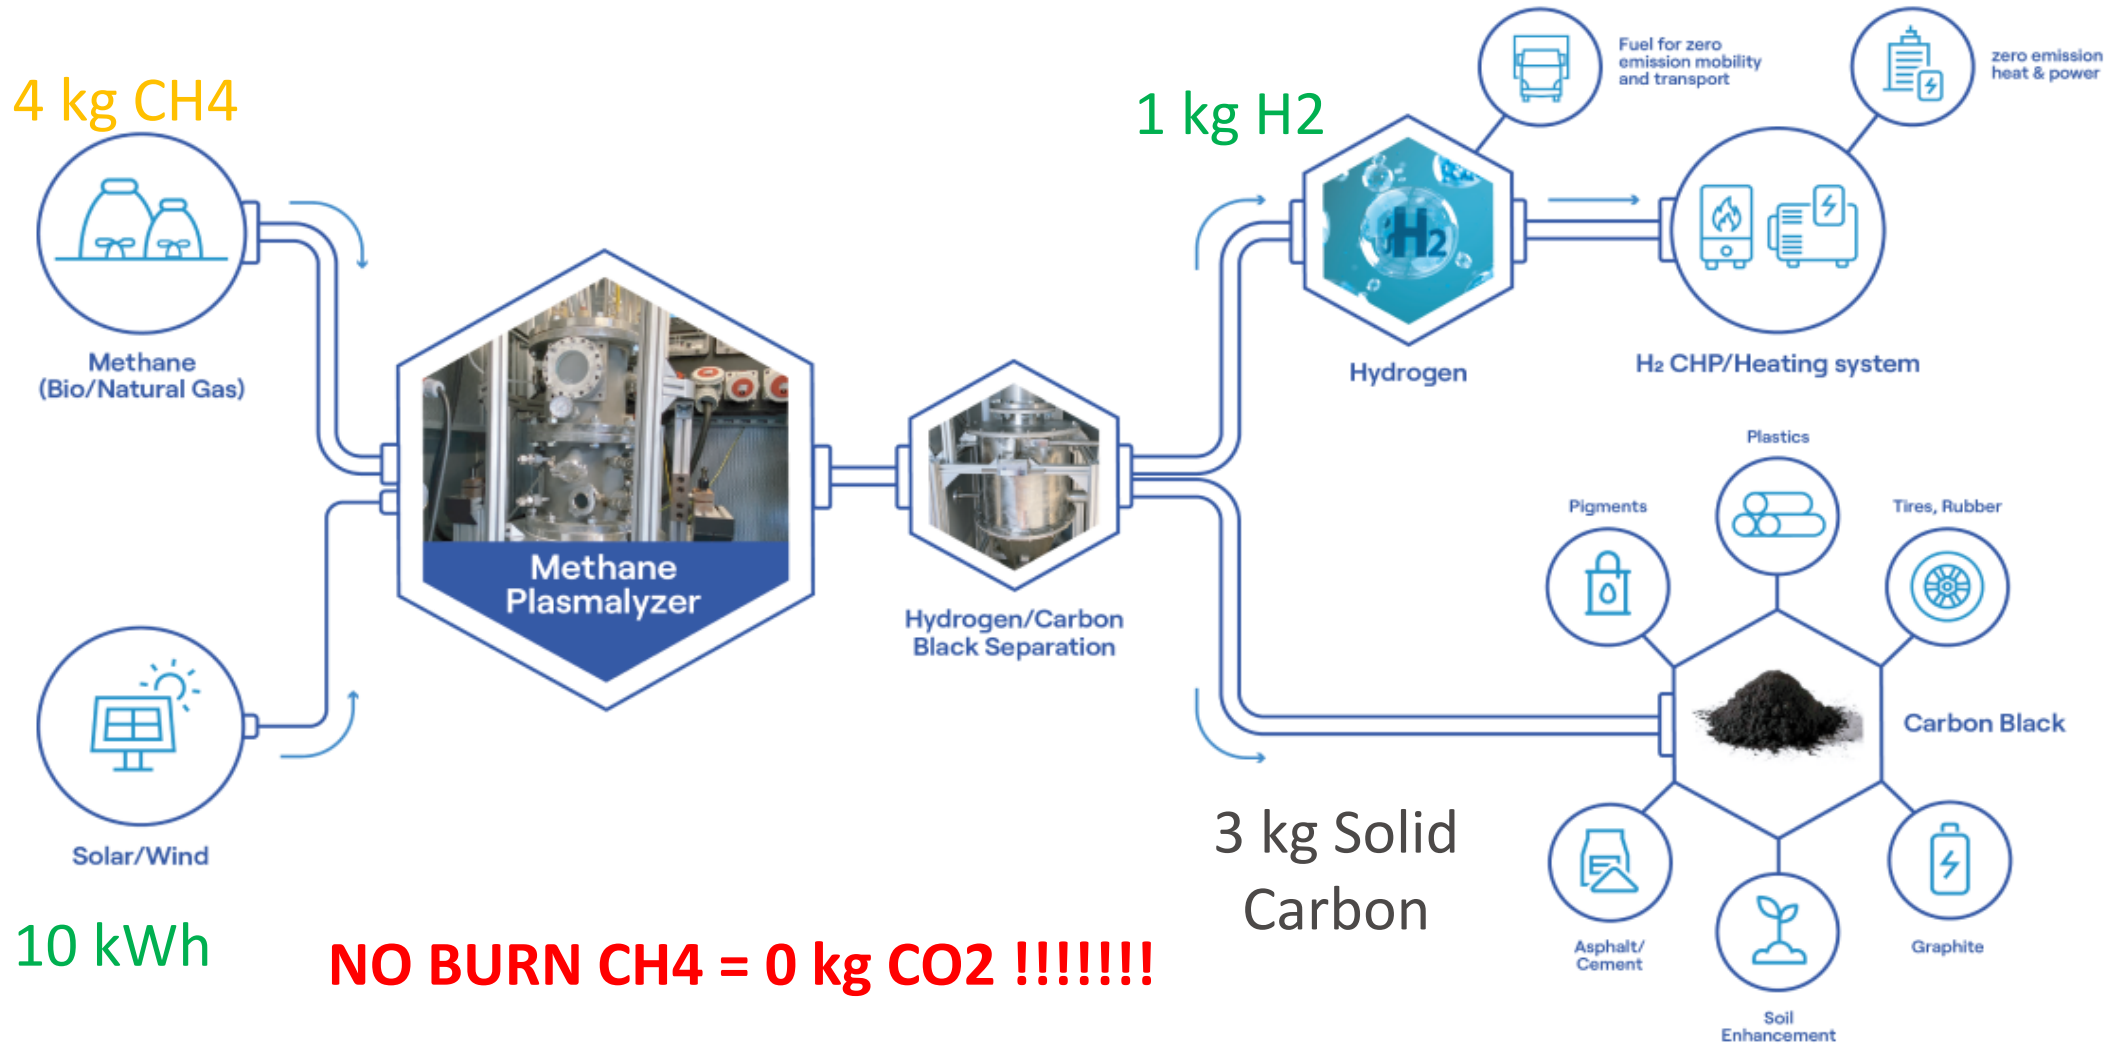 4 kg CH4
Methane
(Bio/Natural Gas)
Solar/Wind
10 kWh
Methane
Plasmalyzer
NO BURN CH4 = 0 kg CO2 !!!!!!!
Hydrogen/Carbon
Black Separation
1 kg H2
H2
Hydrogen
Fuel for zero
emission mobility
and transport
zero emission
heat & power
H2 CHP/Heating system
3 kg Solid
Carbon
Plastics
Pigments
Tires, Rubber
Carbon Black
Asphalt/
Cement
Graphite
Soil
Enhancement